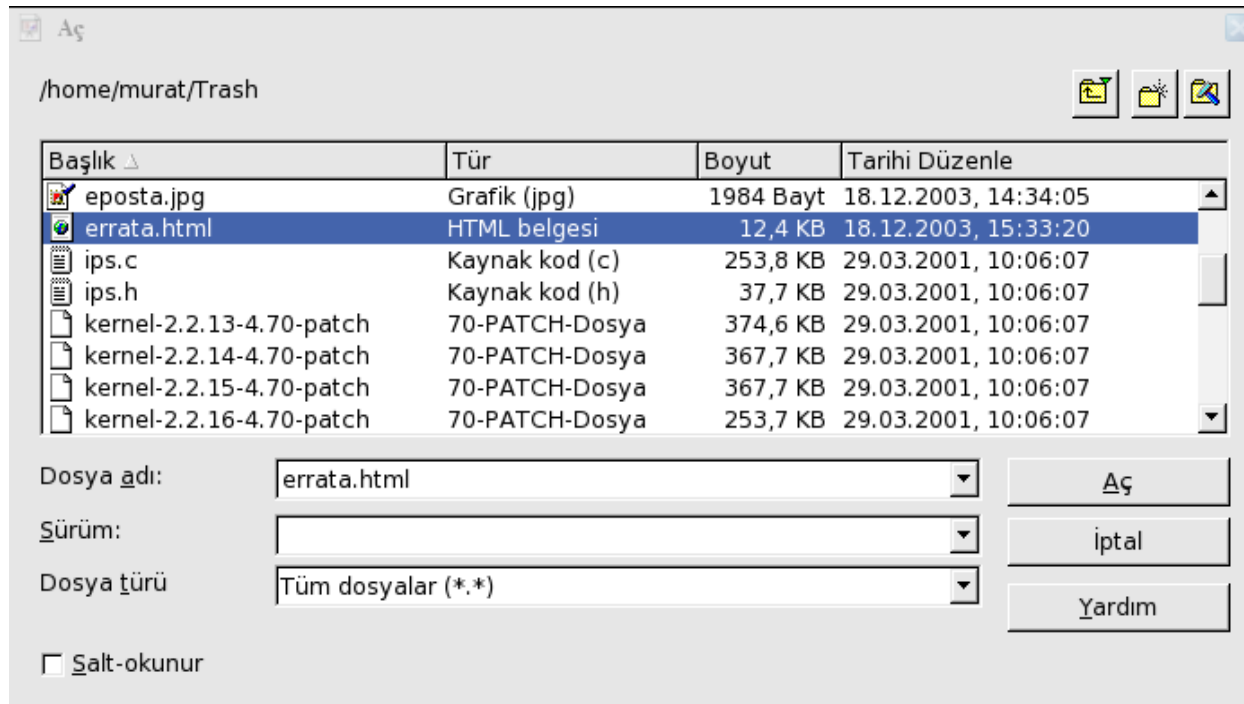 Aç
/home/murat/Trash
Başlık Tür Boyut Tarihi Düzenle
eposta.jpg Grafik (jpg) 1984 Bayt 18.12.2003, 14:34:05
errata.html HTML belgesi 12,4 KB 18.12.2003, 15:33:20
ips.c Kaynak kod (c) 253,8 KB 29.03.2001, 10:06:07
ips.h Kaynak kod (h) 37,7 KB 29.03.2001, 10:06:07
kernel-2.2.13-4.70-patch 70-PATCH-Dosya 374,6 KB 29.03.2001, 10:06:07
kernel-2.2.14-4.70-patch 70-PATCH-Dosya 367,7 KB 29.03.2001, 10:06:07
kernel-2.2.15-4.70-patch 70-PATCH-Dosya 367,7 KB 29.03.2001, 10:06:07
kernel-2.2.16-4.70-patch 70-PATCH-Dosya 253,7 KB 29.03.2001, 10:06:07
Dosya adı: errata.html Aç
Sürüm: İptal
Dosya türü Tüm dosyalar (*.*) Yardım
Salt-okunur